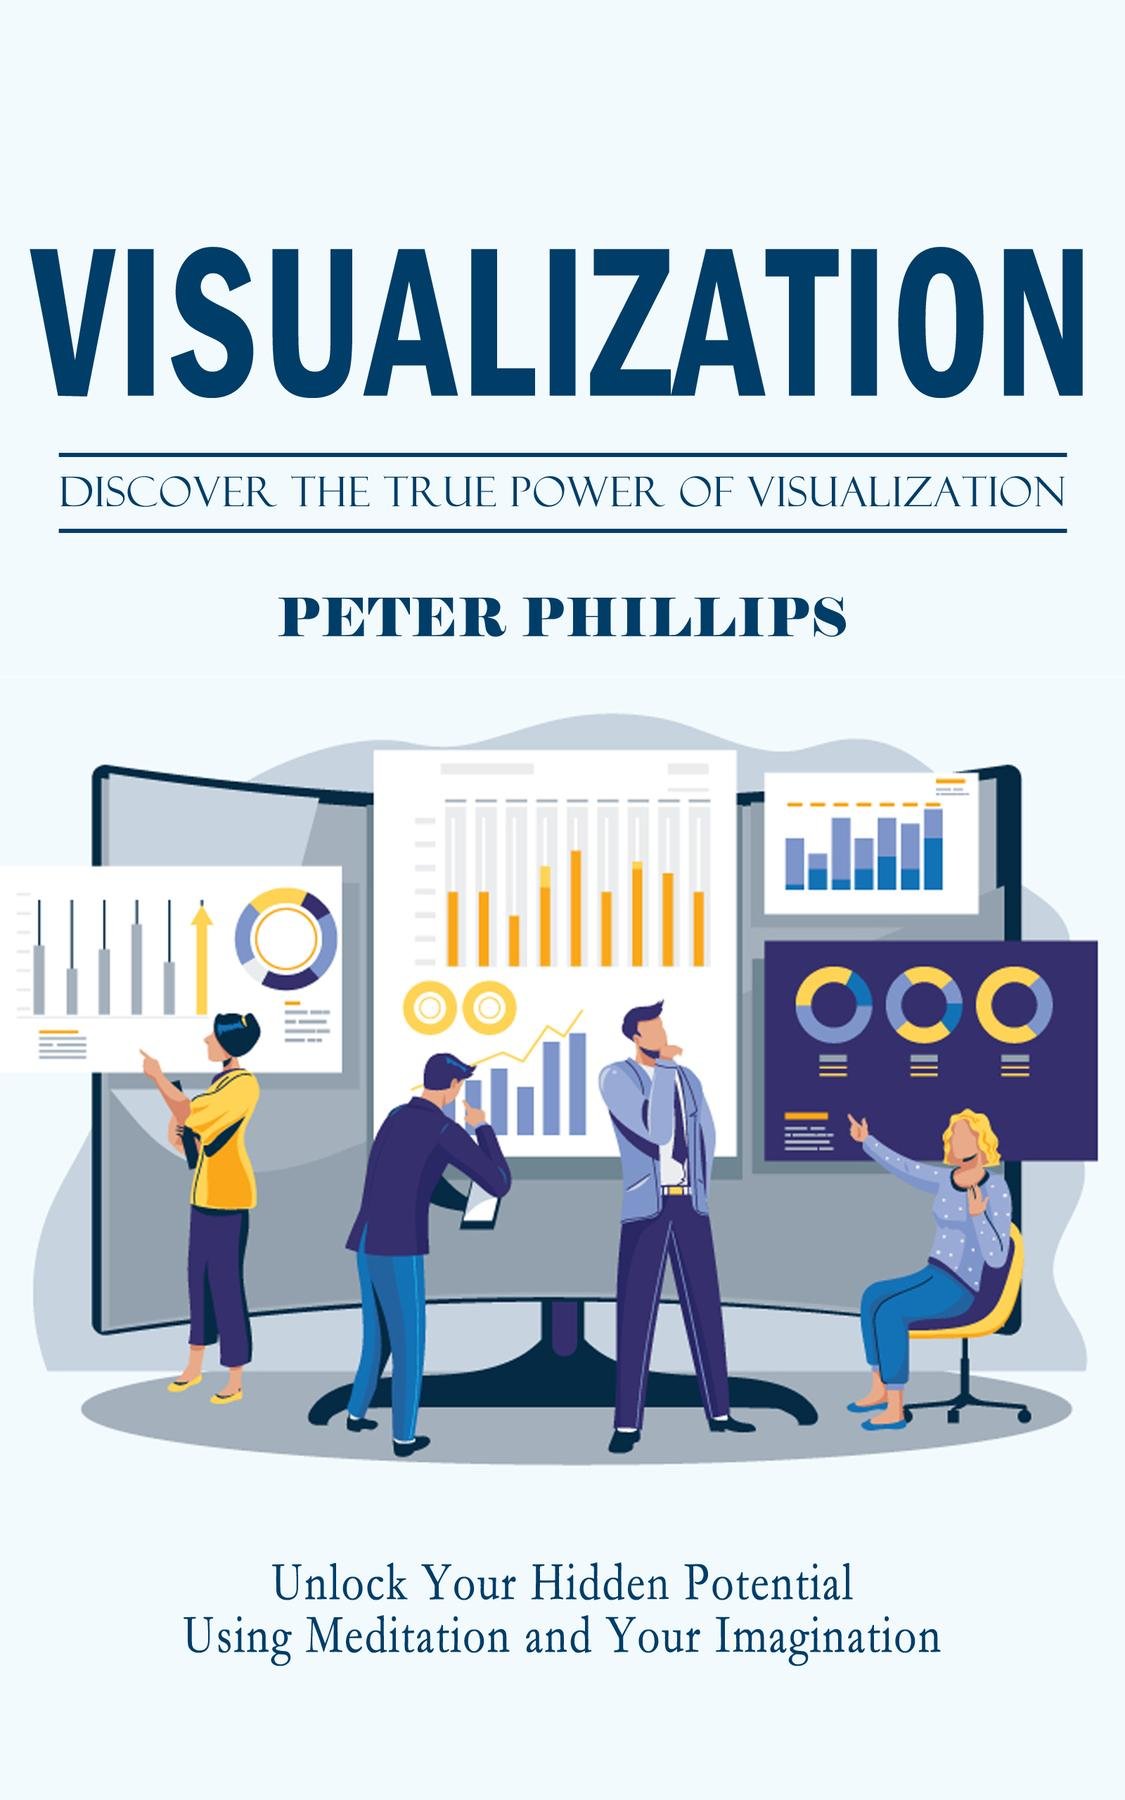 VISUALIZATION
DISCOVER THE TRUE POWER OF VISUALIZATION
PETER PHILLIPS
Unlock Your Hidden Potential
Using Meditation and Your Imagination